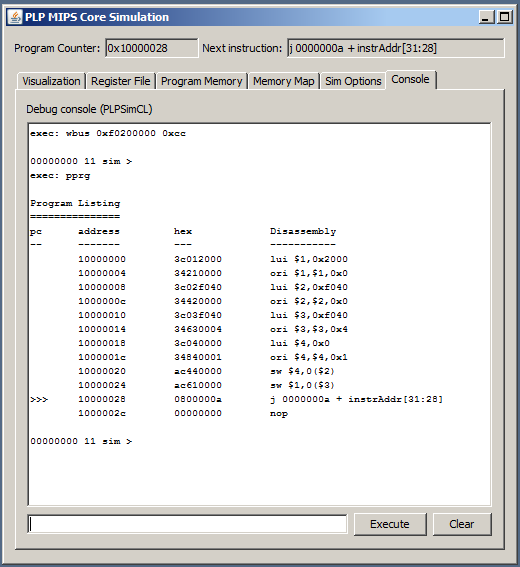 PLP MIPS Core Simulation
Program Counter: 0x10000028 Next instruction: j 0000000a + instrAddr[31:28]
Visualization Register File Program Memory Memory Map Sim Options Console
Debug console (PLPSimCL)
exec: wbus 0xf0200000 0xcc
00000000 11 sim >
exec: pprg
Program Listing
===============
pc address hex Disassembly
-- ------- --- -----------
10000000 3c012000 lui $1,0x2000
10000004 34210000 ori $1,$1,0x0
10000008 3c02f040 lui $2,0xf040
1000000c 34420000 ori $2,$2,0x0
10000010 3c03f040 lui $3,0xf040
10000014 34630004 ori $3,$3,0x4
10000018 3c040000 lui $4,0x0
1000001c 34840001 ori $4,$4,0x1
10000020 ac440000 sw $4,0($2)
10000024 ac610000 sw $1,0($3)
>>> 10000028 0800000a j 0000000a + instrAddr[31:28]
1000002c 00000000 nop
00000000 11 sim >
Execute Clear